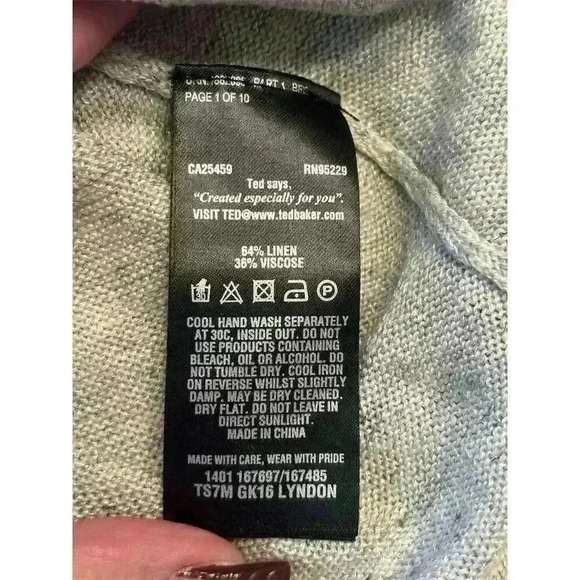 PAGE 1 OF 10
CA25459 RN95229
Ted says,
“Created especially for you”.
VISIT TED@www.tedbaker.com
64% LINEN
36% VISCOSE
30
P
COOL HAND WASH SEPARATELY
AT 30C, INSIDE OUT. DO NOT
USE PRODUCTS CONTAINING
BLEACH, OIL OR ALCOHOL. DO
NOT TUMBLE DRY. COOL IRON
ON REVERSE WHILST SLIGHTLY
DAMP. MAY BE DRY CLEANED.
DRY FLAT. DO NOT LEAVE IN
DIRECT SUNLIGHT.
MADE IN CHINA
MADE WITH CARE, WEAR WITH PRIDE
1401 167697/167485
TS7M GK16 LYNDON